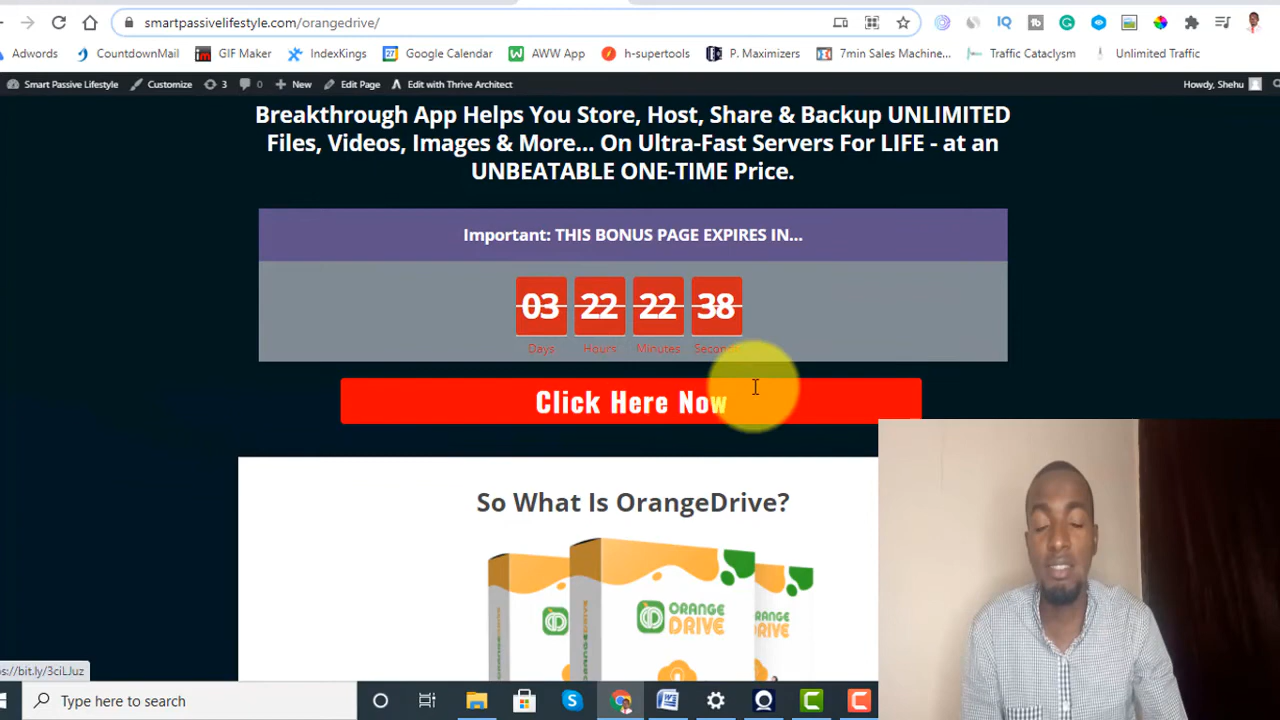 smartpassivelifestyle.com/orangedrive/
Adwords CountdownMail GIF Maker IndexKings Google Calendar AWW App h-supertools P. Maximizers 7min Sales Machine... Traffic Cataclysm Unlimited Traffic
Smart Passive Lifestyle Customize 3 0 New Edit Page Edit with Thrive Architect Howdy, Shehu
Breakthrough App Helps You Store, Host, Share & Backup UNLIMITED
Files, Videos, Images & More... On Ultra-Fast Servers For LIFE - at an
UNBEATABLE ONE-TIME Price.
Important: THIS BONUS PAGE EXPIRES IN...
03 22 22 38
Days Hours Minutes Seconds
Click Here Now
So What Is OrangeDrive?
ORANGE
DRIVE
ANGE
RIVE
s://bit.ly/3ciLJuz
Type here to search